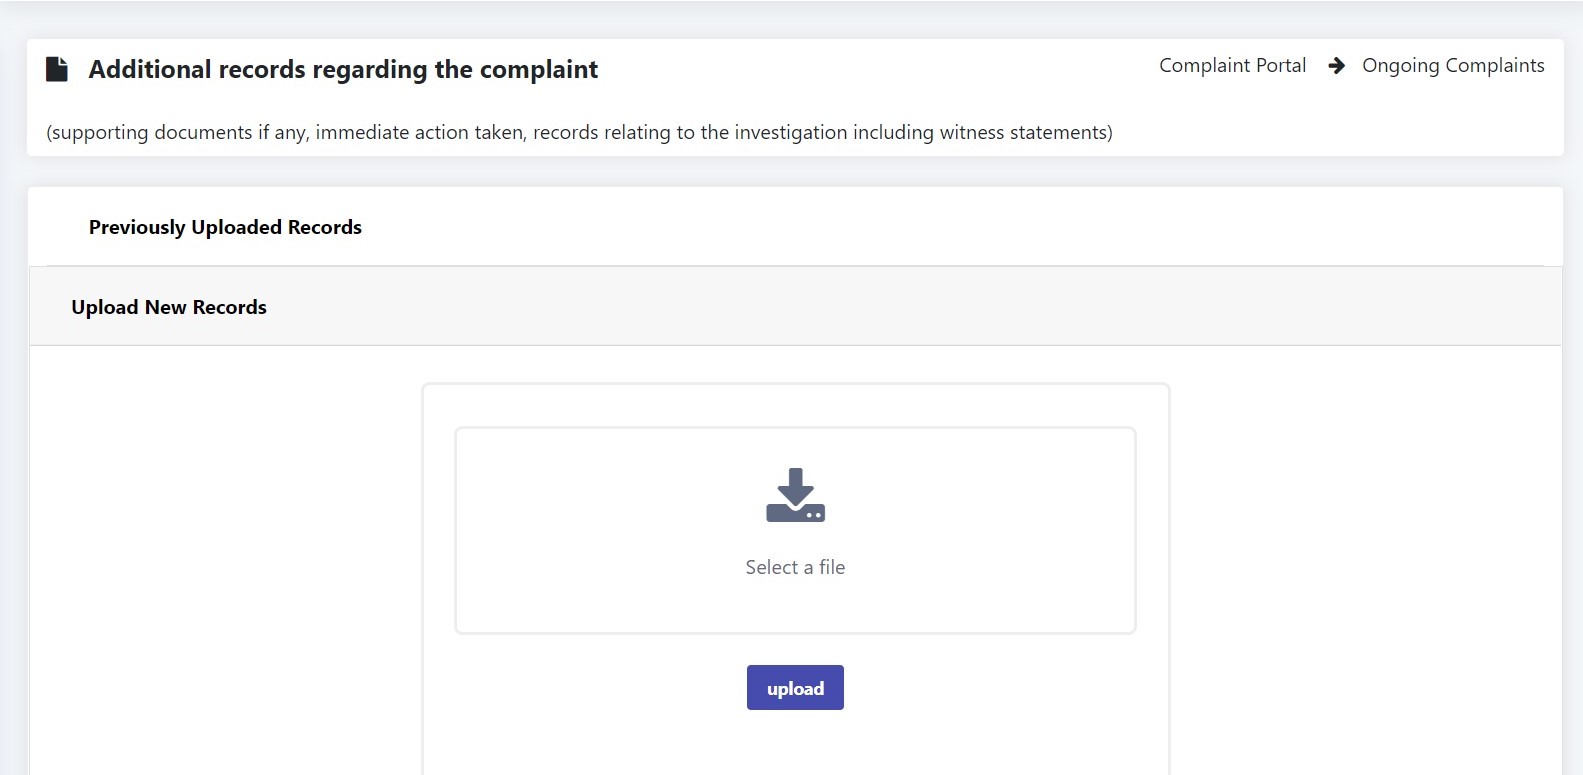 Additional records regarding the complaint
Complaint Portal Ongoing Complaints
(supporting documents if any, immediate action taken, records relating to the investigation including witness statements)
Previously Uploaded Records
Upload New Records
Select a file
upload